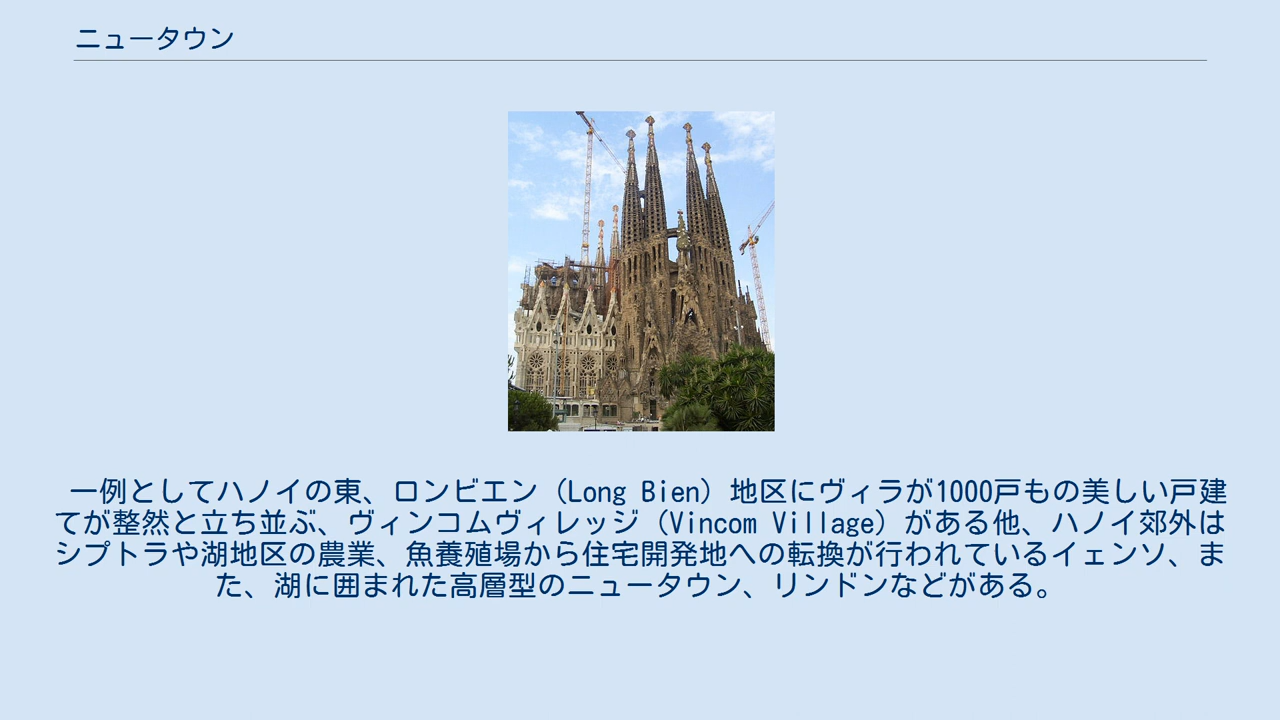 ニュータウン
一例としてハノイの東、ロンビエン（Long Bien）地区にヴィラが1000戸もの美しい戸建
てが整然と立ち並ぶ、ヴィンコムヴィレッジ（Vincom Village）がある他、ハノイ郊外は
シプトラや湖地区の農業、魚養殖場から住宅開発地への転換が行われているイェンソ、ま
た、湖に囲まれた高層型のニュータウン、リンドンなどがある。